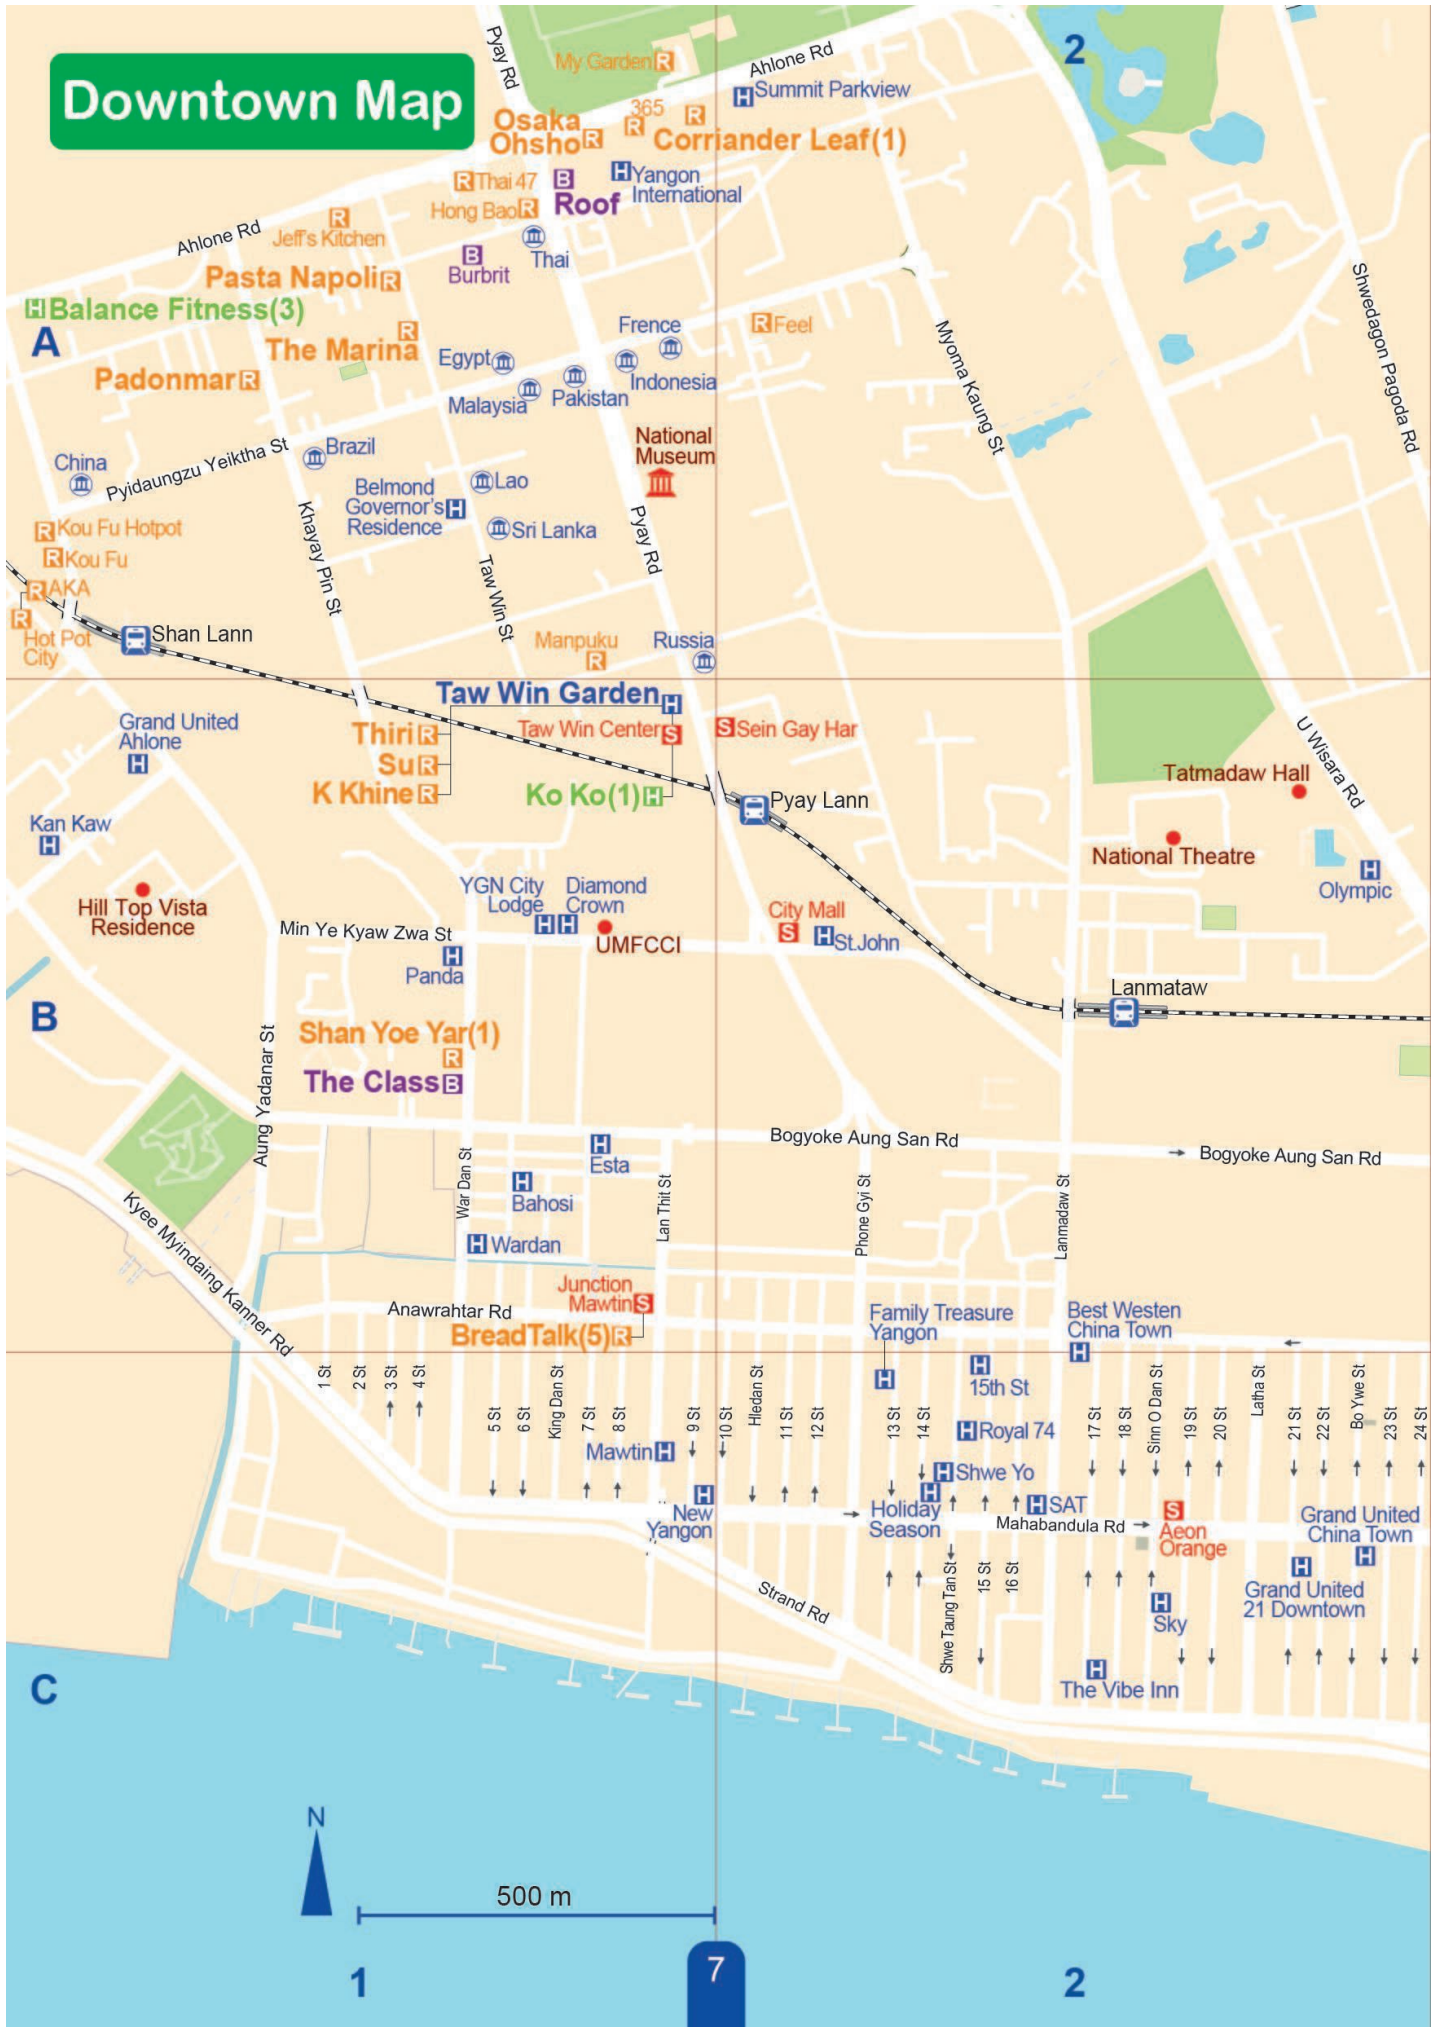 Downtown Map
2
Pyay Rd
My Garden R
Ahlone Rd
H Summit Parkview
365
R
R
Osaka
Ohsho R
Corriander Leaf(1)
R Thai 47
B
Roof
H Yangon
International
Hong Bao R
Ahlone Rd
R
Jeff's Kitchen
Thai
B
Burbrit
Pasta Napoli R
H Balance Fitness(3)
A
R
The Marina
Padonmar R
Egypt
Frence
R Feel
Malaysia
Pakistan
Indonesia
Myoma Kaung St
Shwedagon Pagoda Rd
National
Museum
Brazil
China
Pyidaungzu Yeiktha St
Belmond
Governor's H
Residence
Lao
Sri Lanka
Khayay Pin St
Taw Win St
Pyay Rd
R Kou Fu Hotpot
R Kou Fu
R AKA
R
Hot Pot
City
Shan Lann
Manpuku
R
Russia
Taw Win Garden H
Grand United
Ahlone
H
Thiri R
Su R
K Khine R
Taw Win Center S
S Sein Gay Har
Ko Ko(1) H
Pyay Lann
U Wisara Rd
Tatmadaw Hall
National Theatre
H
Olympic
Kan Kaw
H
Hill Top Vista
Residence
YGN City
Lodge
H
Diamond
Crown
H
UMFCCI
City Mall
S
H St.John
Min Ye Kyaw Zwa St
H
Panda
Lanmataw
B
Shan Yoe Yar(1)
R
The Class B
Aung Yadanar St
Bogyoke Aung San Rd
Bogyoke Aung San Rd
H
Esta
H
Bahosi
H Wardan
War Dan St
Lan Thit St
Phone Gyi St
Lanmadaw St
Kyee Myindaing Kanner Rd
Junction
Mawtin S
Anawrahtar Rd
BreadTalk(5) R
Family Treasure
Yangon
H
Best Westen
China Town
H
H
15th St
1 St
2 St
3 St
4 St
5 St
6 St
King Dan St
7 St
8 St
9 St
10 St
Hledan St
11 St
12 St
13 St
14 St
17 St
18 St
Sinn O Dan St
19 St
20 St
Latha St
21 St
22 St
Bo Ywe St
23 St
24 St
H Royal 74
Mawtin H
H Shwe Yo
H
New
Yangon
H
Holiday
Season
H SAT
Mahabandula Rd
S
Aeon
Orange
Grand United
China Town
H
H
Grand United
21 Downtown
Shwe Taung Tan St
15 St
16 St
Strand Rd
H
Sky
H
The Vibe Inn
C
N
500 m
7
1
2